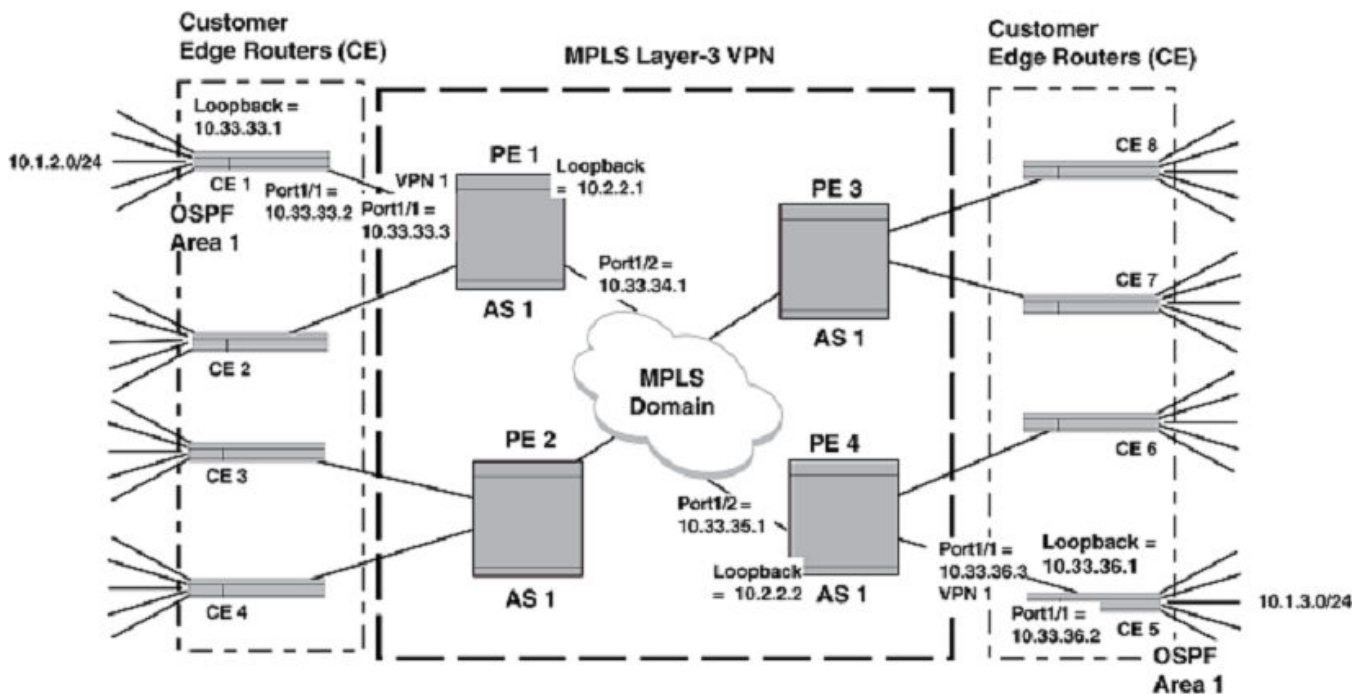 Customer
Edge Routers (CE)
MPLS Layer-3 VPN
Customer
Edge Routers (CE)
Loopback =
10.33.33.1
10.1.2.0/24
CE 1
Port1/1 =
10.33.33.2
OSPF
Area 1
VPN 1
Port1/1 =
10.33.33.3
PE 1
Loopback
= 10.2.2.1
AS 1
Port1/2 =
10.33.34.1
PE 3
AS 1
CE 8
CE 7
CE 2
MPLS
Domain
CE 3
PE 2
AS 1
CE 4
PE 4
Port1/2 =
10.33.35.1
Loopback
= 10.2.2.2
AS 1
CE 6
Port1/1 =
10.33.36.3
VPN 1
Loopback =
10.33.36.1
Port1/1 =
10.33.36.2
CE 5
10.1.3.0/24
OSPF
Area 1